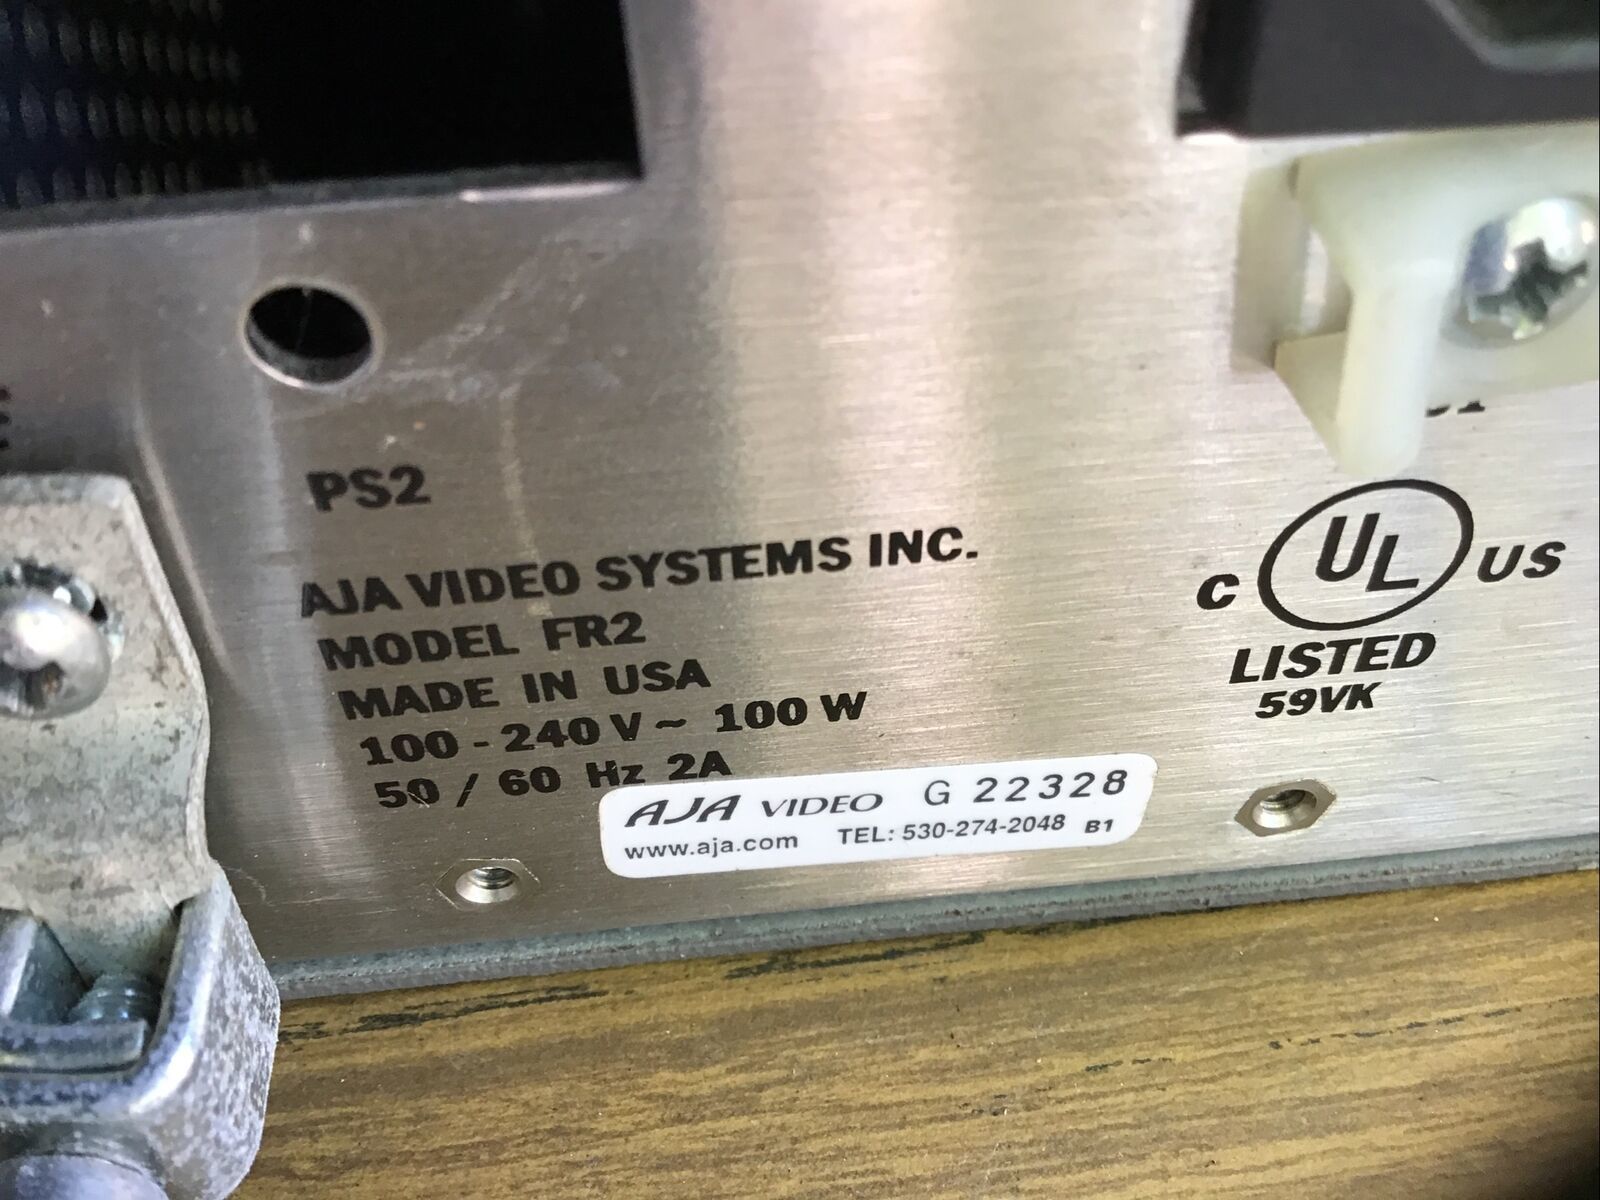 PS2
AJA VIDEO SYSTEMS INC.
MODEL FR2
MADE IN USA
100 - 240 V ~ 100 W
50 / 60 Hz 2A
C UL US
LISTED
59VK
AJA VIDEO G 22328
www.aja.com TEL: 530-274-2048 B1